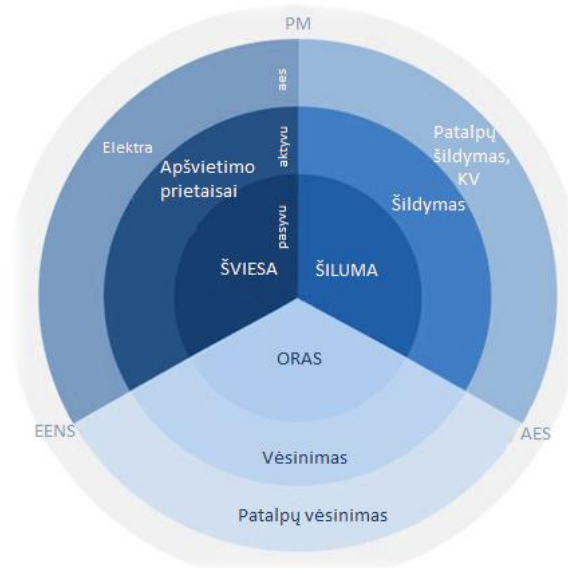 PM
aes
Elektra
aktyvu
Apšvietimo
prietaisai
Patalpų
šildymas,
KV
Šildymas
pasyvu
ŠVIESA
ŠILUMA
ORAS
EENS
AES
Vėsinimas
Patalpų vėsinimas